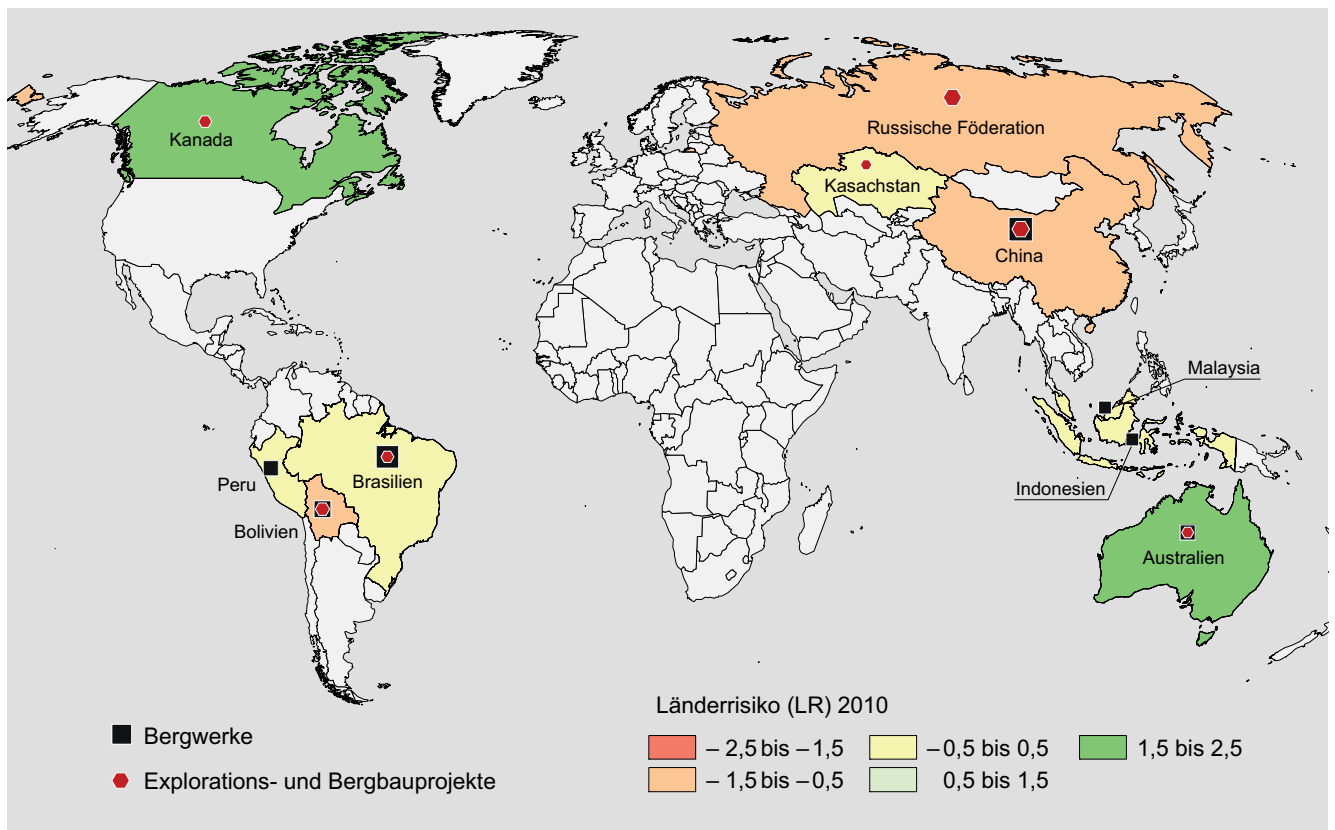 Kanada
Russische Föderation
Kasachstan
China
Malaysia
Peru
Brasilien
Bolivien
Indonesien
Australien
Länderrisiko (LR) 2010
Bergwerke
Explorations- und Bergbauprojekte
– 2,5 bis – 1,5
– 0,5 bis 0,5
1,5 bis 2,5
– 1,5 bis – 0,5
0,5 bis 1,5